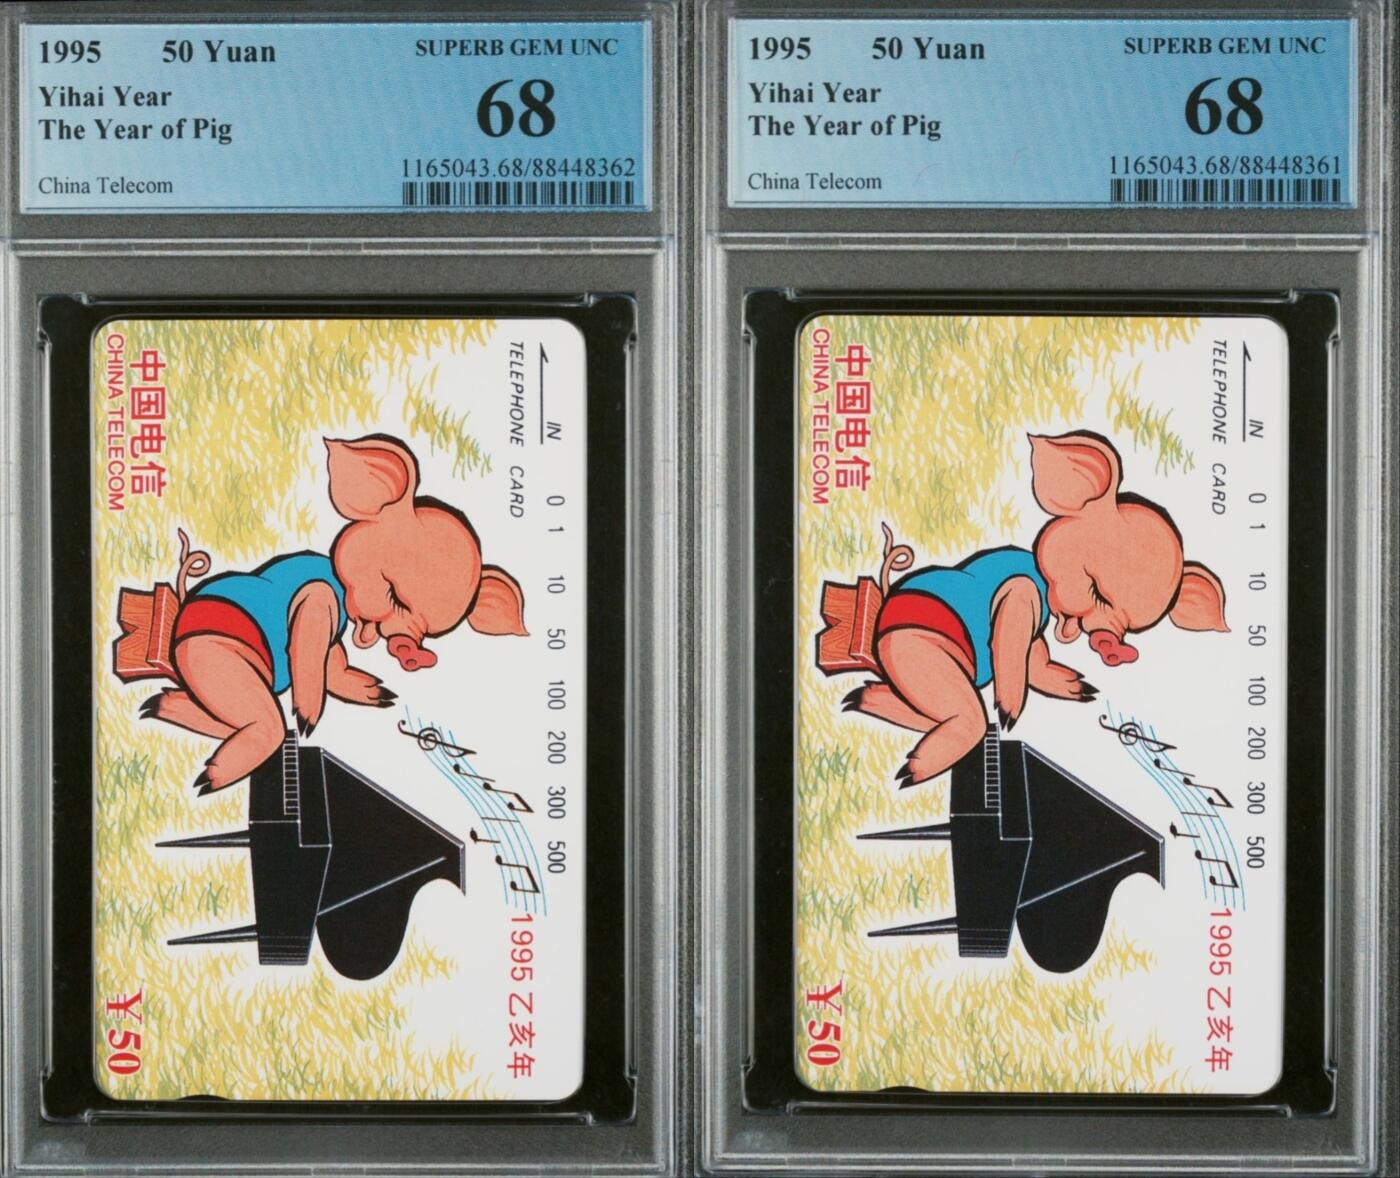 1995 50 Yuan
SUPERB GEM UNC
68
Yihai Year
The Year of Pig
1165043.68/88448362
China Telecom
中国电信
CHINA TELECOM
IN
TELEPHONE CARD
0 1 10 50 100 200 300 500
1995 乙亥年
¥50
1995 50 Yuan
SUPERB GEM UNC
68
Yihai Year
The Year of Pig
1165043.68/88448361
China Telecom
中国电信
CHINA TELECOM
IN
TELEPHONE CARD
0 1 10 50 100 200 300 500
1995 乙亥年
¥50